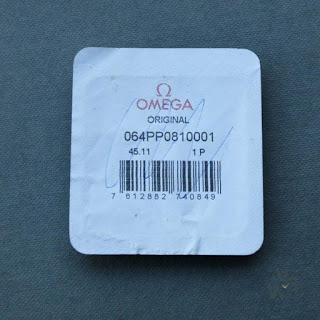 Ω
OMEGA
ORIGINAL
064PP0810001
45.11 1 P
7 612882 740849